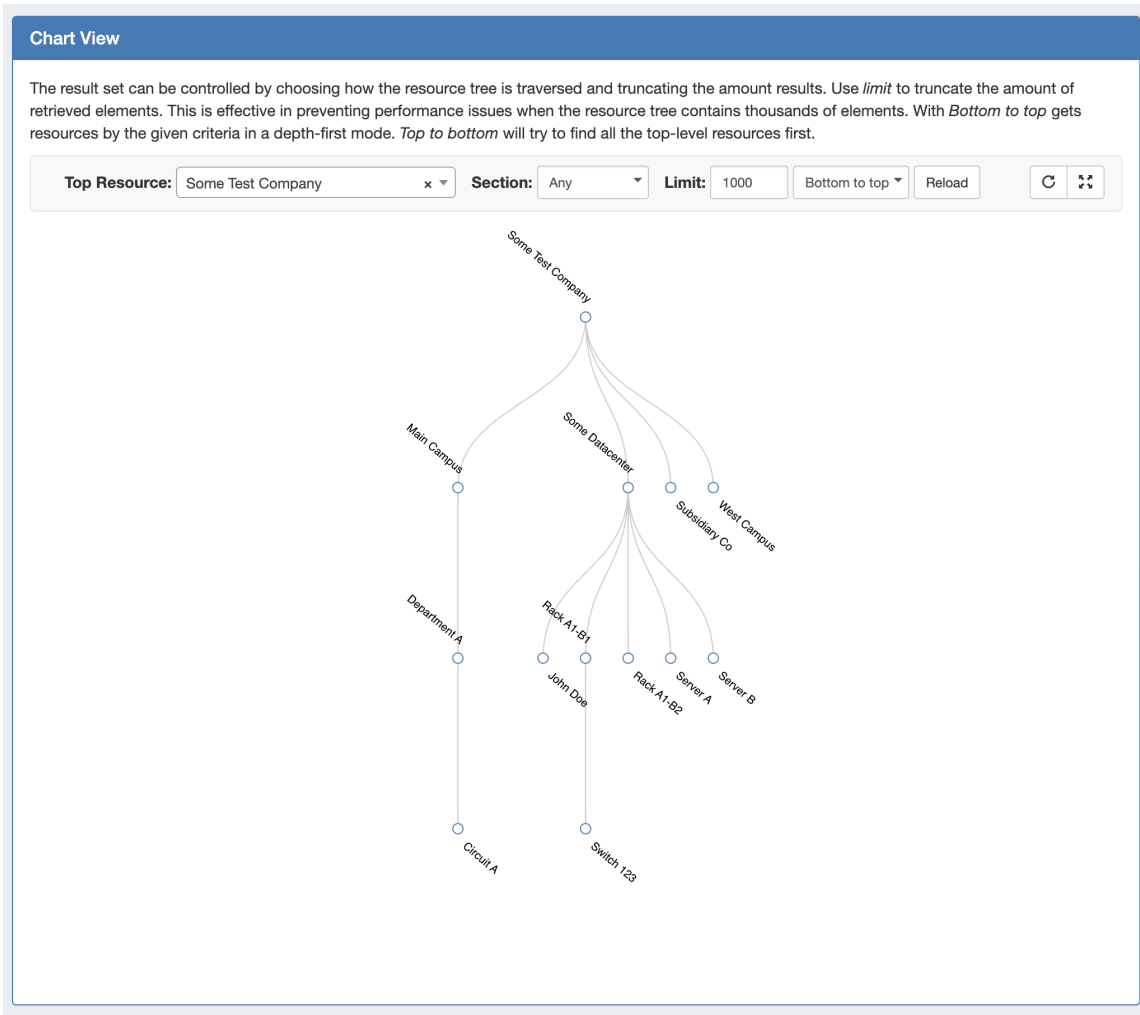 Chart View
The result set can be controlled by choosing how the resource tree is traversed and truncating the amount results. Use limit to truncate the amount of
retrieved elements. This is effective in preventing performance issues when the resource tree contains thousands of elements. With Bottom to top gets
resources by the given criteria in a depth-first mode. Top to bottom will try to find all the top-level resources first.
Top Resource: Some Test Company × Section: Any Limit: 1000 Bottom to top Reload
Some Test Company
Main Campus
Some Datacenter
Subsidiary Co
West Campus
Department A
Rack A1-B1
John Doe
Rack A1-B2
Server A
Server B
Circuit A
Switch 123